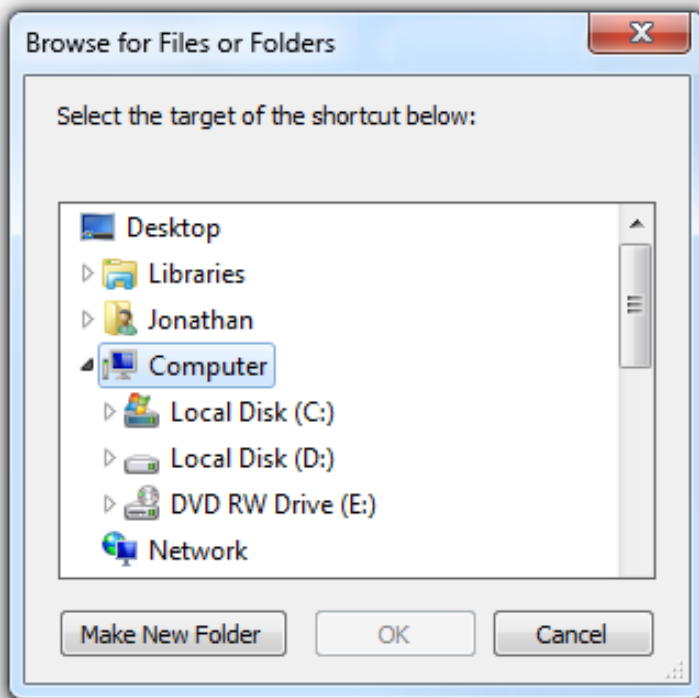 Browse for Files or Folders
Select the target of the shortcut below:
Desktop
Libraries
Jonathan
Computer
Local Disk (C:)
Local Disk (D:)
DVD RW Drive (E:)
Network
Make New Folder OK Cancel